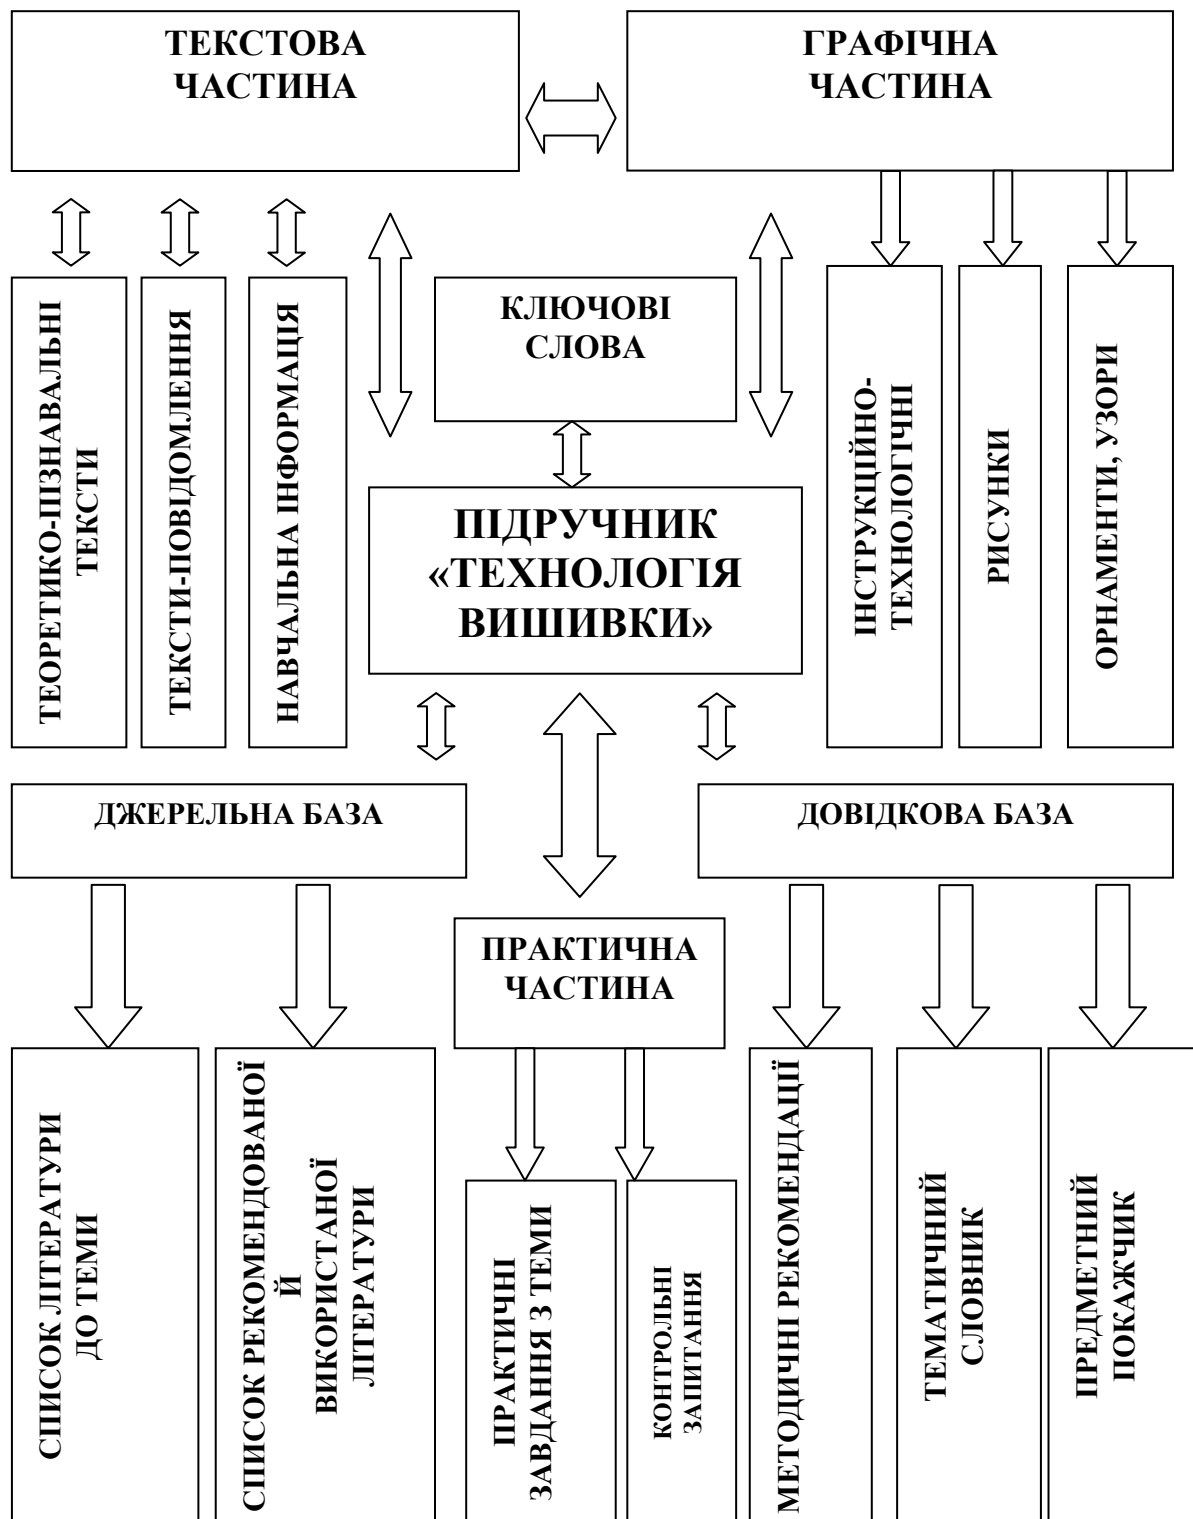 ТЕКСТОВА
ЧАСТИНА
ГРАФІЧНА
ЧАСТИНА
ТЕОРЕТИКО-ПІЗНАВАЛЬНІ
ТЕКСТИ
ТЕКСТИ-ПОВІДОМЛЕННЯ
НАВЧАЛЬНА ІНФОРМАЦІЯ
КЛЮЧОВІ
СЛОВА
ІНСТРУКЦІЙНО-
ТЕХНОЛОГІЧНІ
РИСУНКИ
ОРНАМЕНТИ, УЗОРИ
ПІДРУЧНИК
«ТЕХНОЛОГІЯ
ВИШИВКИ»
ДЖЕРЕЛЬНА БАЗА
ДОВІДКОВА БАЗА
ПРАКТИЧНА
ЧАСТИНА
СПИСОК ЛІТЕРАТУРИ
ДО ТЕМИ
СПИСОК РЕКОМЕНДОВАНОЇ
Й
ВИКОРИСТАНОЇ
ЛІТЕРАТУРИ
ПРАКТИЧНІ
ЗАВДАННЯ З ТЕМИ
КОНТРОЛЬНІ
ЗАПИТАННЯ
МЕТОДИЧНІ РЕКОМЕНДАЦІЇ
ТЕМАТИЧНИЙ
СЛОВНИК
ПРЕДМЕТНИЙ
ПОКАЖЧИК